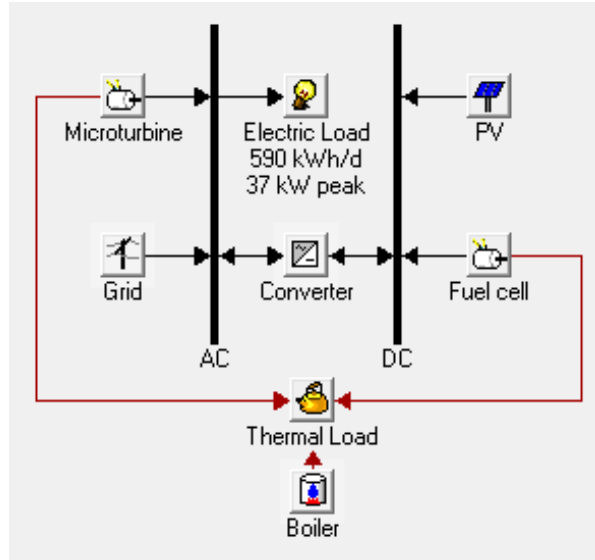 Microturbine
Electric Load
590 kWh/d
37 kW peak
PV
Grid
Converter
Fuel cell
AC
DC
Thermal Load
Boiler